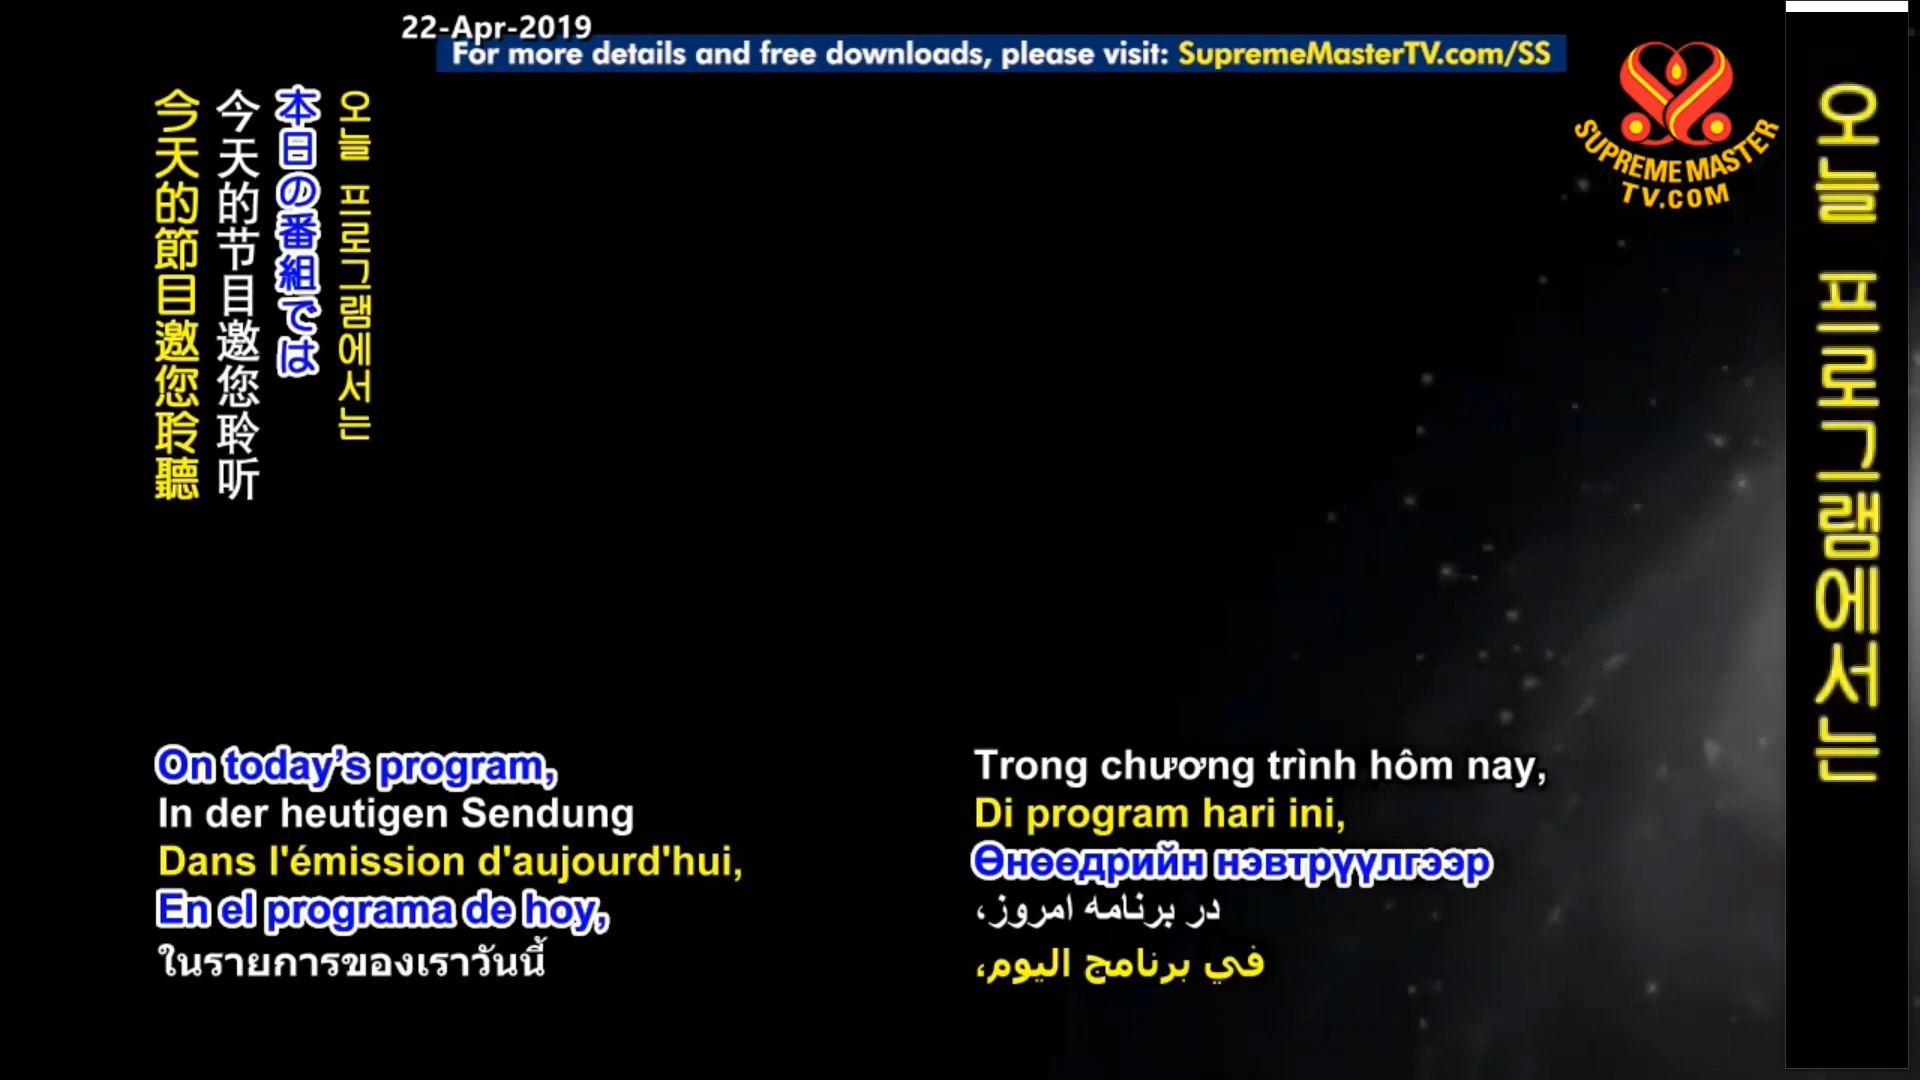 22-Apr-2019
For more details and free downloads, please visit: SupremeMasterTV.com/SS
SUPREME MASTER
TV.COM
今天的節目邀您聆聽
今天的节目邀您聆听
本日の番組では
오늘 프로그램에서는
오늘 프로그램에서는
On today’s program,
In der heutigen Sendung
Dans l'émission d'aujourd'hui,
En el programa de hoy,
ในรายการของเราวันนี้
Trong chương trình hôm nay,
Di program hari ini,
Өнөөдрийн нэвтрүүлгээр
در برنامه امروز،
في برنامج اليوم،